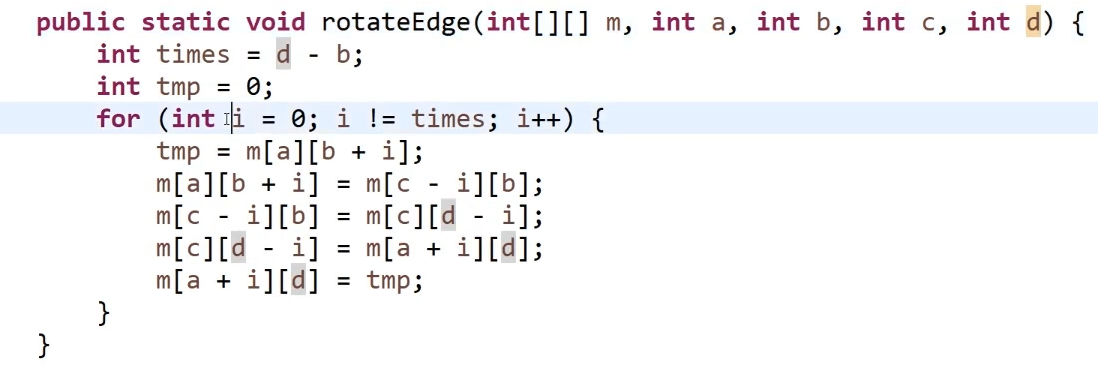 public static void rotateEdge(int[][] m, int a, int b, int c, int d) {
    int times = d - b;
    int tmp = 0;
    for (int i = 0; i != times; i++) {
        tmp = m[a][b + i];
        m[a][b + i] = m[c - i][b];
        m[c - i][b] = m[c][d - i];
        m[c][d - i] = m[a + i][d];
        m[a + i][d] = tmp;
    }
}